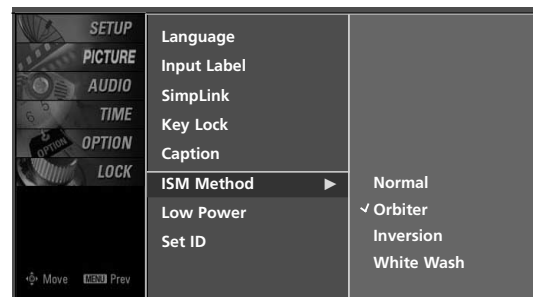 SETUP
PICTURE
AUDIO
TIME
OPTION
LOCK
Move MENU Prev
Language
Input Label
SimpLink
Key Lock
Caption
ISM Method ▶
Low Power
Set ID
Normal
✓ Orbiter
Inversion
White Wash